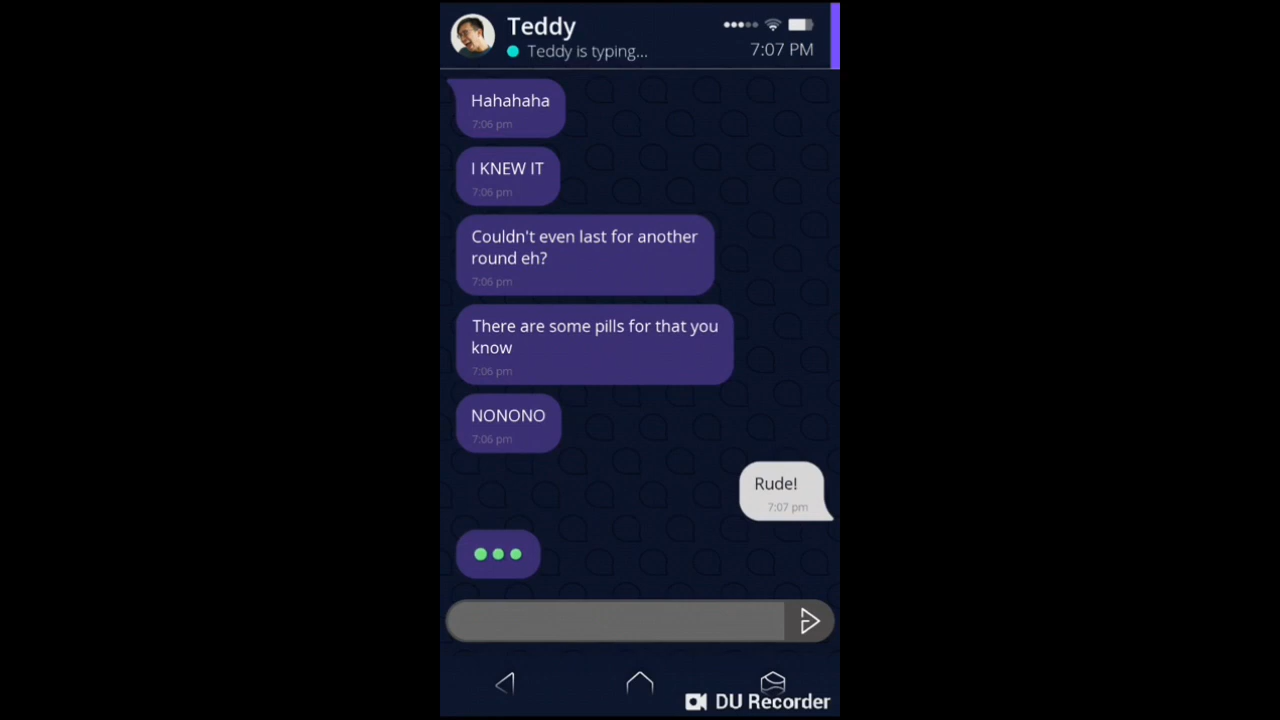 Teddy
Teddy is typing...
7:07 PM
Hahahaha
7:06 pm
I KNEW IT
7:06 pm
Couldn't even last for another
round eh?
7:06 pm
There are some pills for that you
know
7:06 pm
NONONO
7:06 pm
Rude!
7:07 pm
DU Recorder